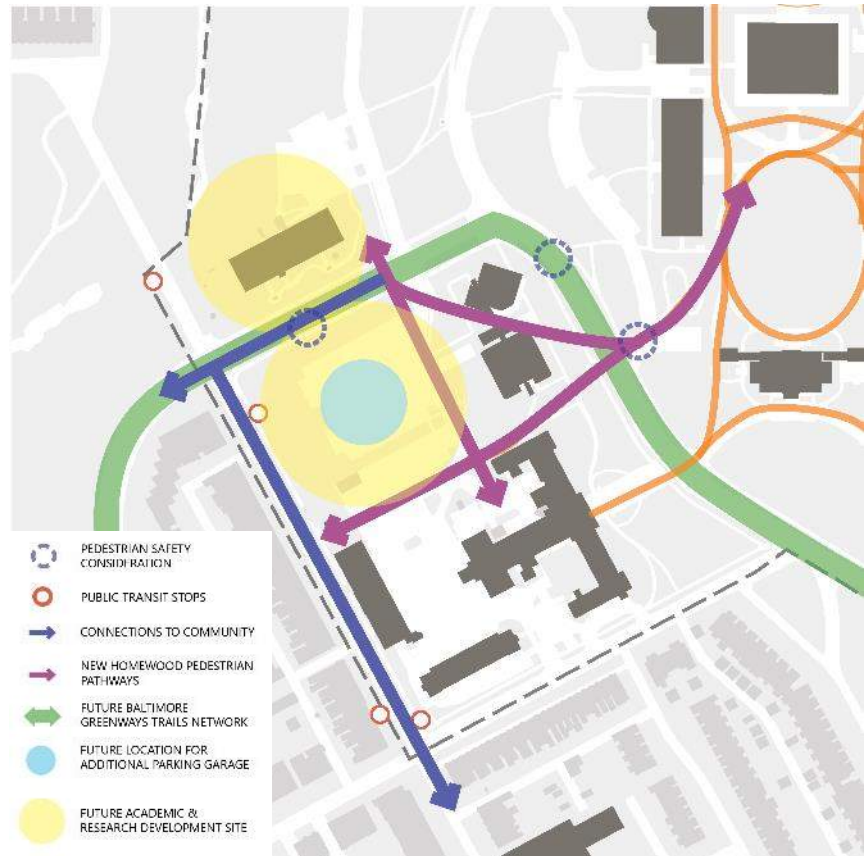 PEDESTRIAN SAFETY
CONSIDERATION
PUBLIC TRANSIT STOPS
CONNECTIONS TO COMMUNITY
NEW HOMEWOOD PEDESTRIAN
PATHWAYS
FUTURE BALTIMORE
GREENWAYS TRAILS NETWORK
FUTURE LOCATION FOR
ADDITIONAL PARKING GARAGE
FUTURE ACADEMIC &
RESEARCH DEVELOPMENT SITE